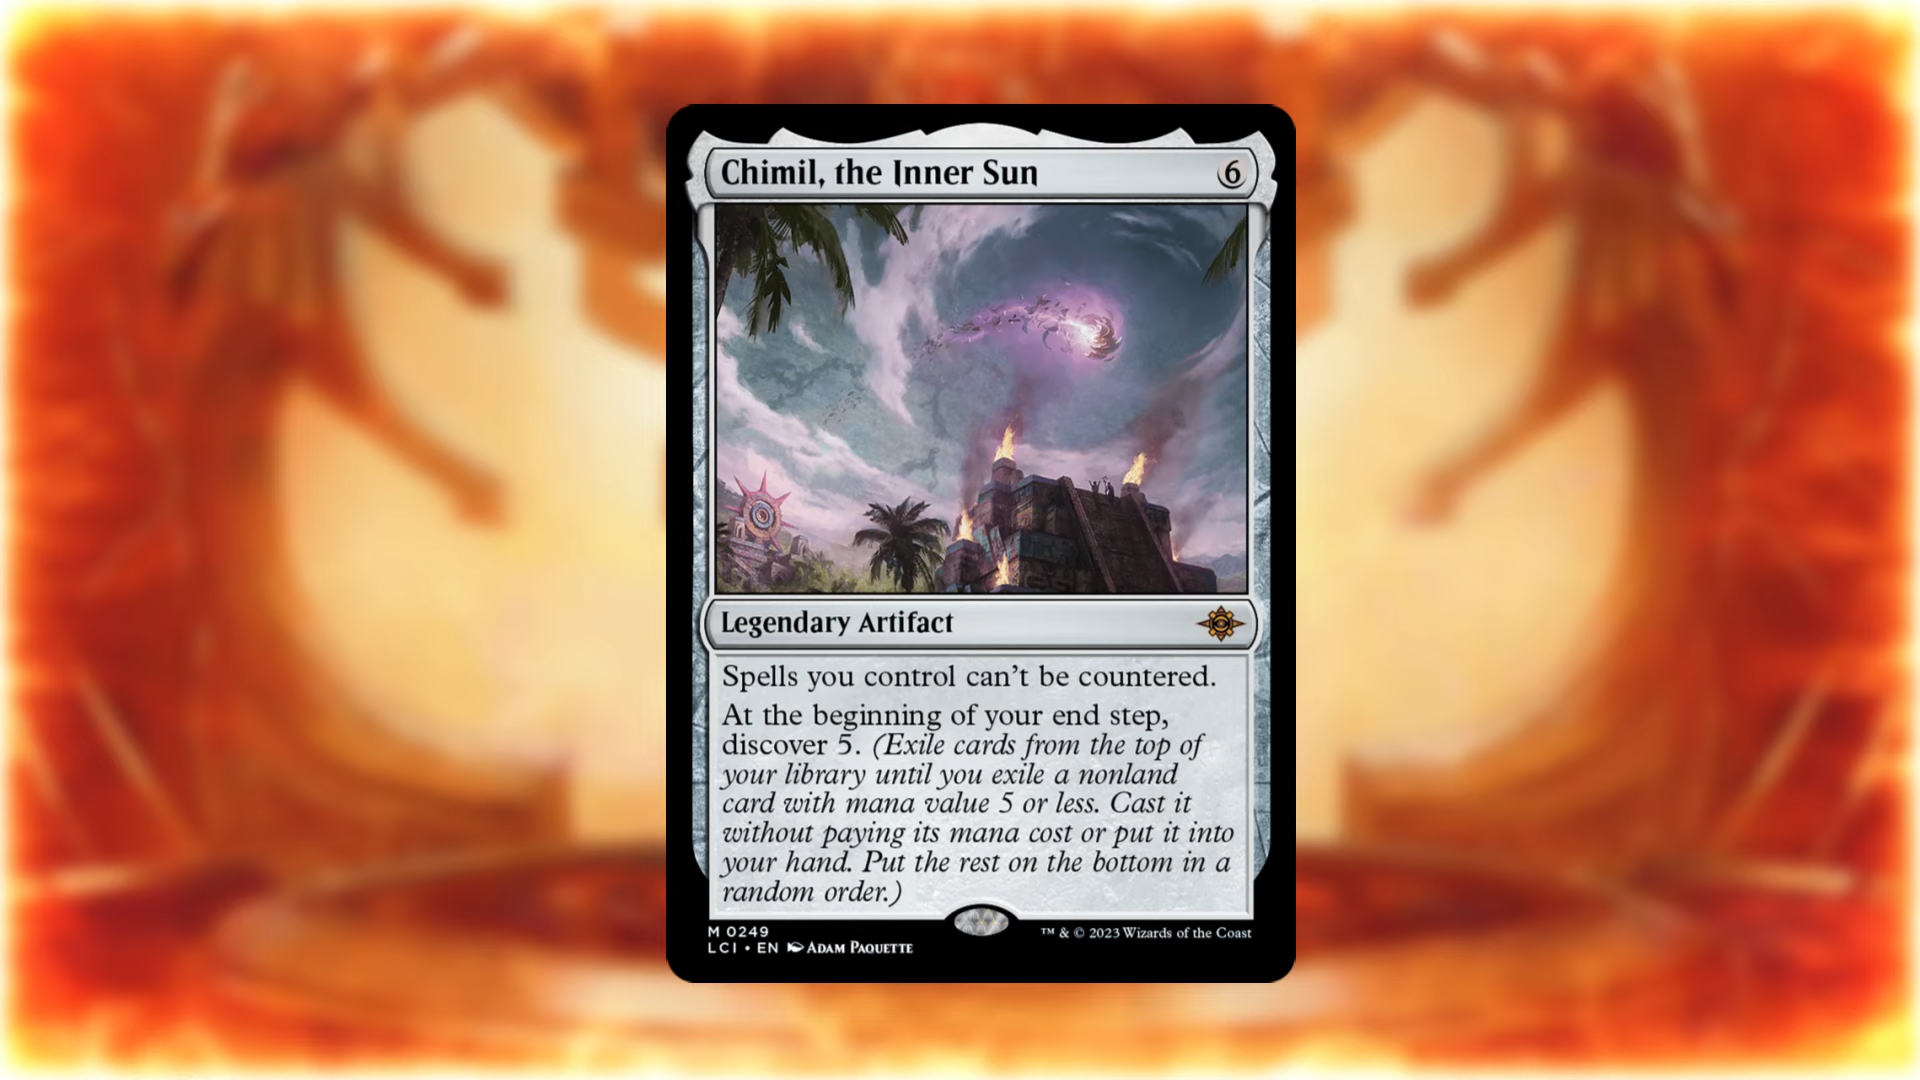 Chimil, the Inner Sun 6
Legendary Artifact
Spells you control can't be countered.
At the beginning of your end step,
discover 5. (Exile cards from the top of
your library until you exile a nonland
card with mana value 5 or less. Cast it
without paying its mana cost or put it into
your hand. Put the rest on the bottom in a
random order.)
M 0249
LCI • EN ADAM PAQUETTE
™ & © 2023 Wizards of the Coast